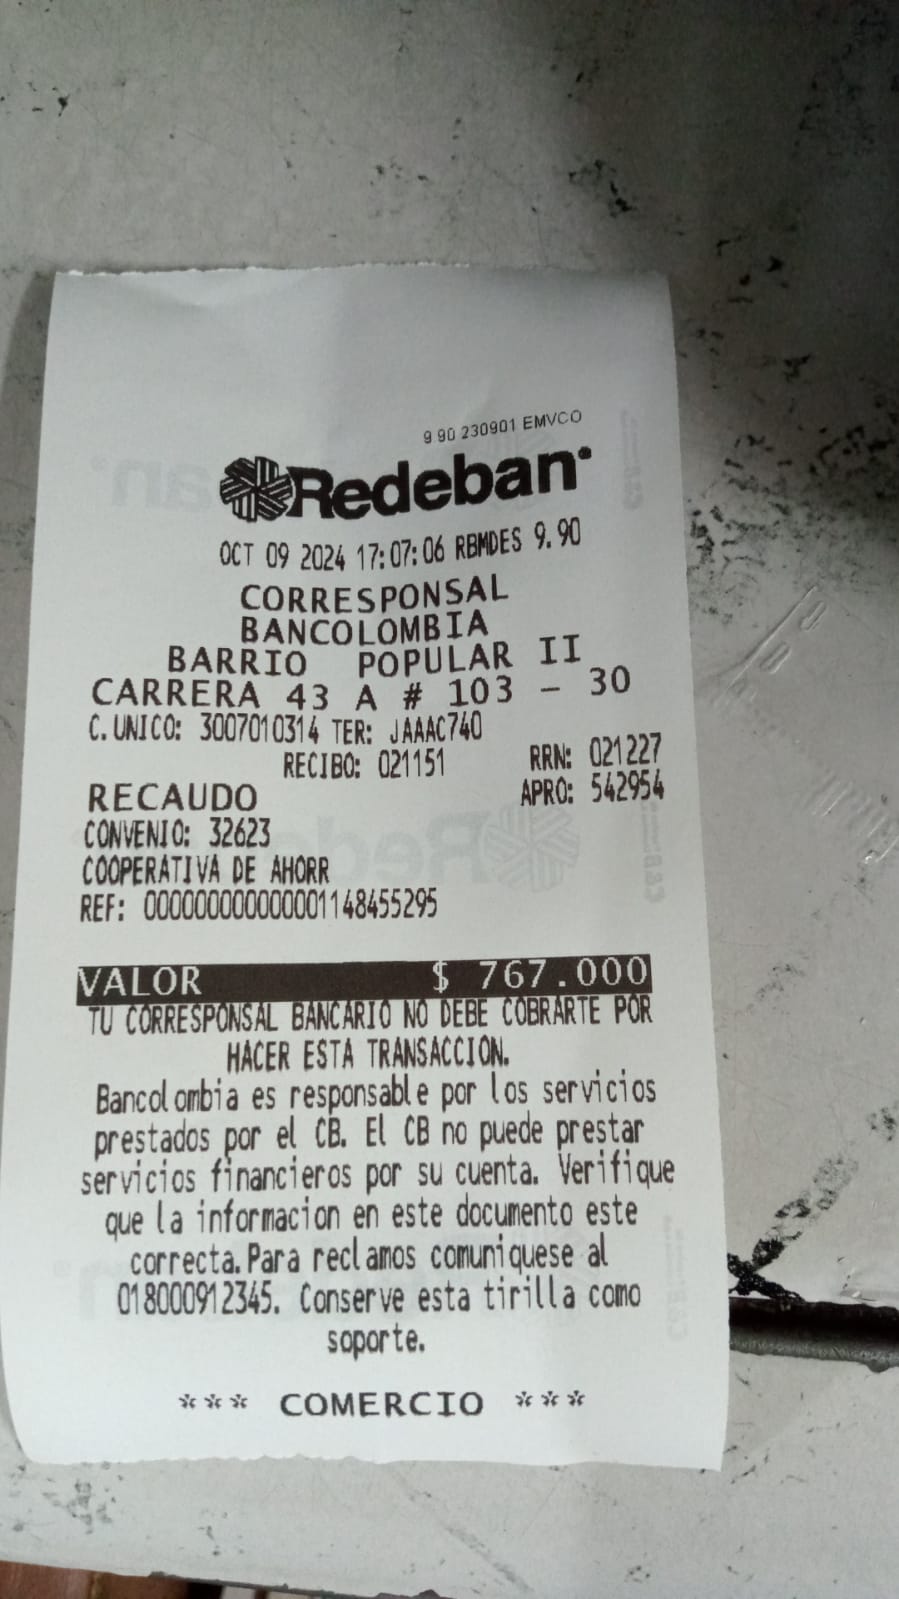 9 90 230901 EMVCO
Redeban
OCT 09 2024 17:07:06 RBMDES 9.90
CORRESPONSAL
BANCOLOMBIA
BARRIO POPULAR II
CARRERA 43 A # 103 - 30
C. UNICO: 3007010314 TER: JAAAC740
RECIBO: 021151 RRN: 021227
RECAUDO APRO: 542954
CONVENIO: 32623
COOPERATIVA DE AHORR
REF: 00000000000001148455295
VALOR $ 767.000
TU CORRESPONSAL BANCARIO NO DEBE COBRARTE POR
HACER ESTA TRANSACCION.
Bancolombia es responsable por los servicios
prestados por el CB. El CB no puede prestar
servicios financieros por su cuenta. Verifique
que la informacion en este documento este
correcta. Para reclamos comuniquese al
018000912345. Conserve esta tirilla como
soporte.
*** COMERCIO ***